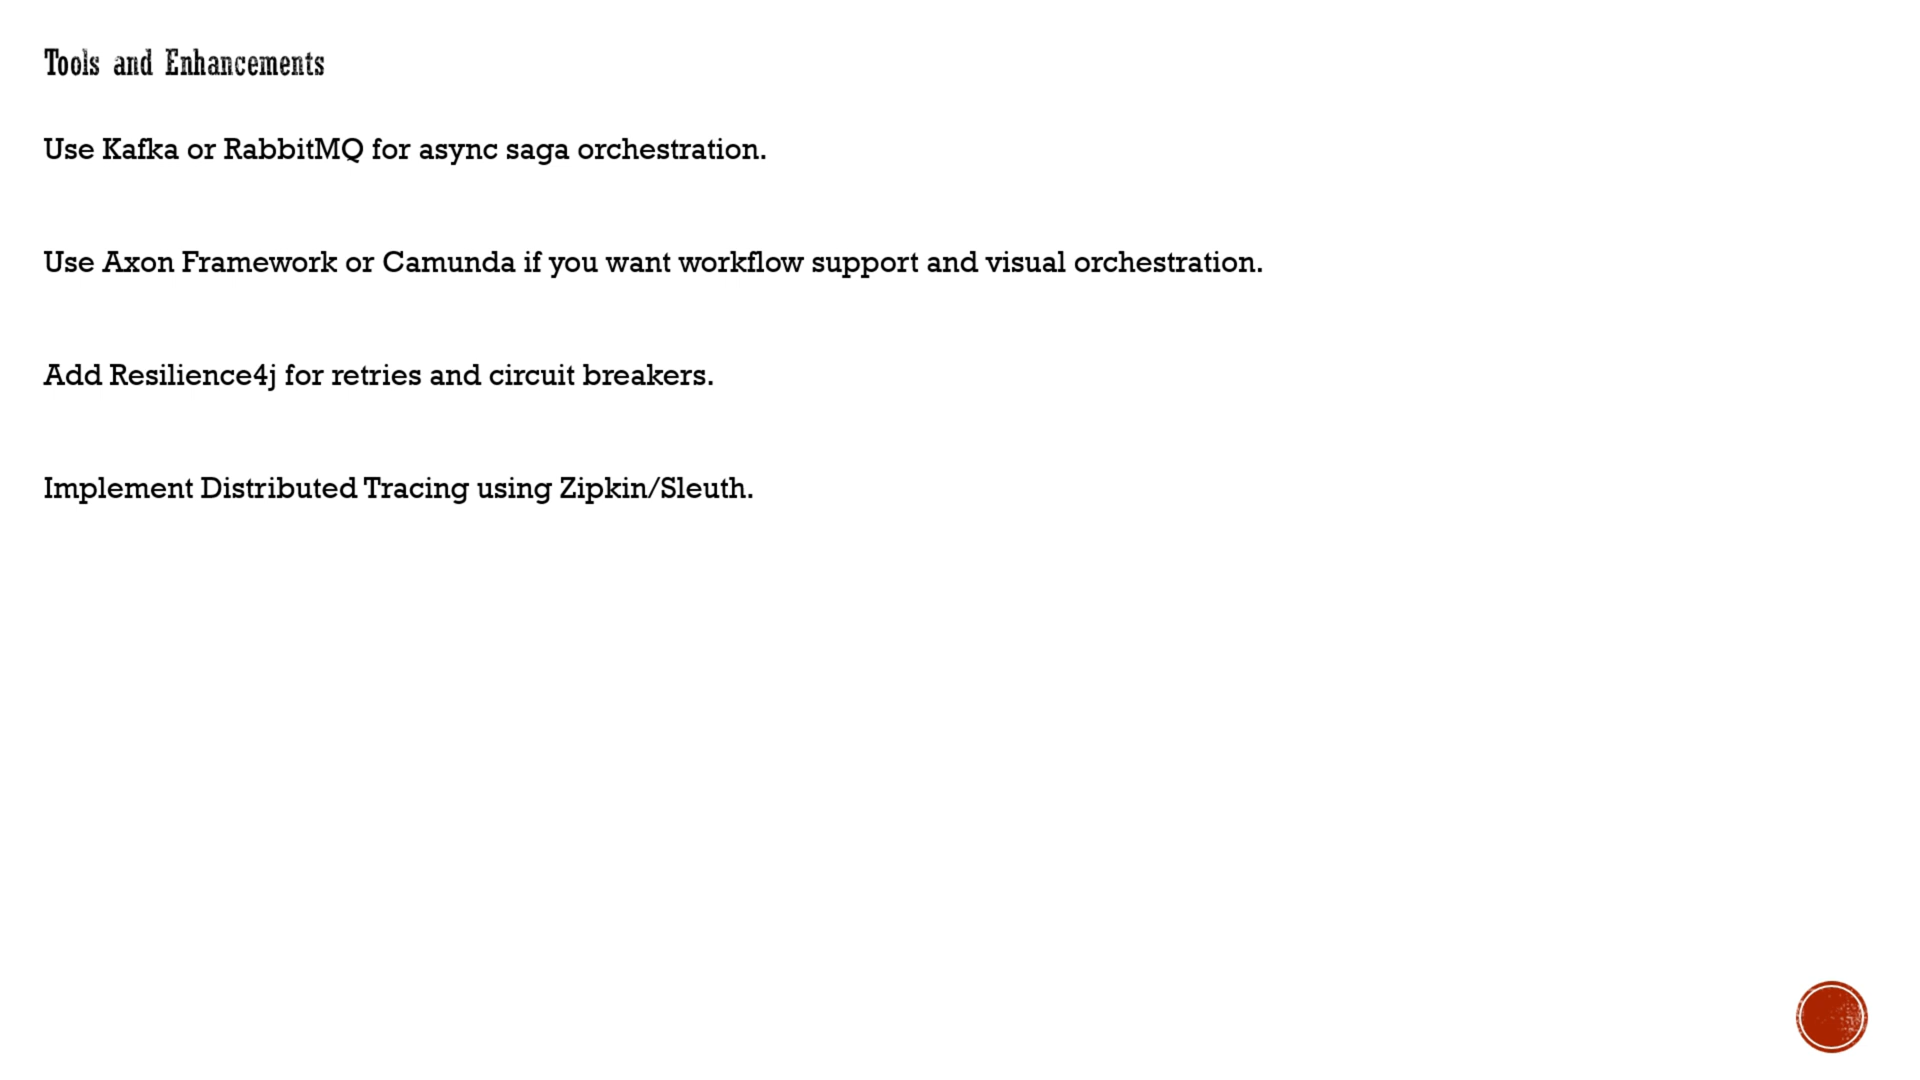 Tools and Enhancements
Use Kafka or RabbitMQ for async saga orchestration.
Use Axon Framework or Camunda if you want workflow support and visual orchestration.
Add Resilience4j for retries and circuit breakers.
Implement Distributed Tracing using Zipkin/Sleuth.